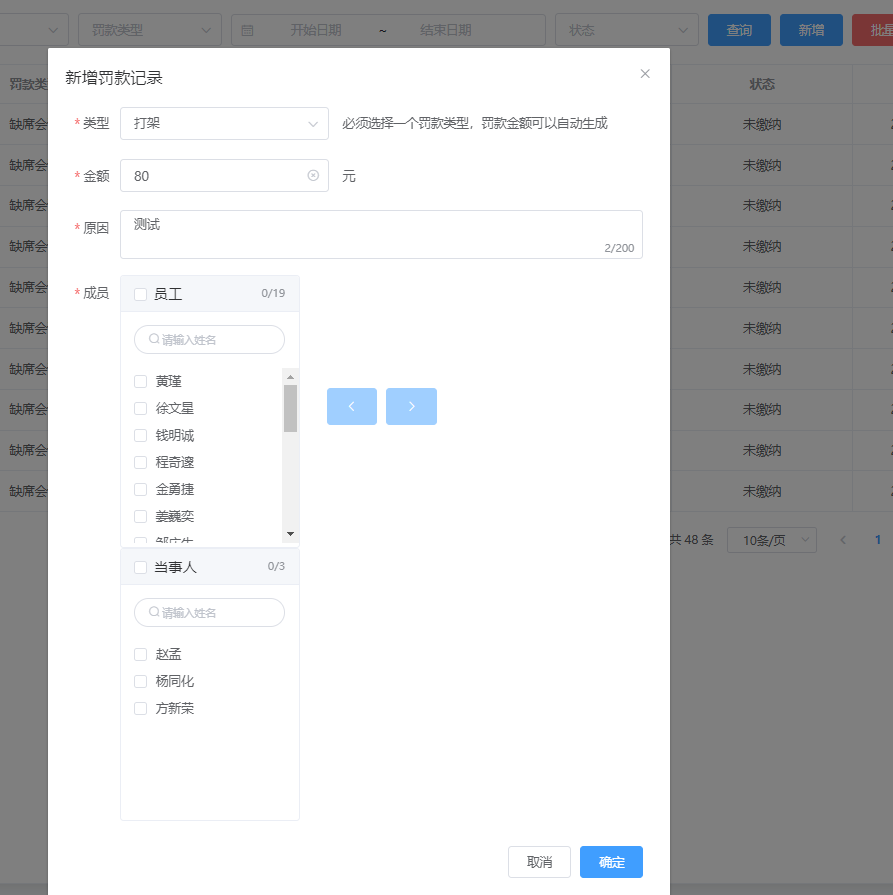 罚款类型 开始日期 ~ 结束日期 状态 查询 新增 批量
新增罚款记录
罚款类 状态
* 类型 打架 必须选择一个罚款类型，罚款金额可以自动生成
缺席会 未缴纳
缺席会 未缴纳
* 金额 80 元
缺席会 未缴纳
* 原因 测试
缺席会 未缴纳
2/200
缺席会 未缴纳
* 成员 员工 0/19
缺席会 未缴纳
请输入姓名
缺席会 未缴纳
黄瑾
徐文星
缺席会 未缴纳
钱明诚
缺席会 未缴纳
程奇邃
金勇捷
缺席会 未缴纳
姜巍奕
共 48 条 10条/页 1
当事人 0/3
请输入姓名
赵孟
杨同化
方新荣
取消 确定